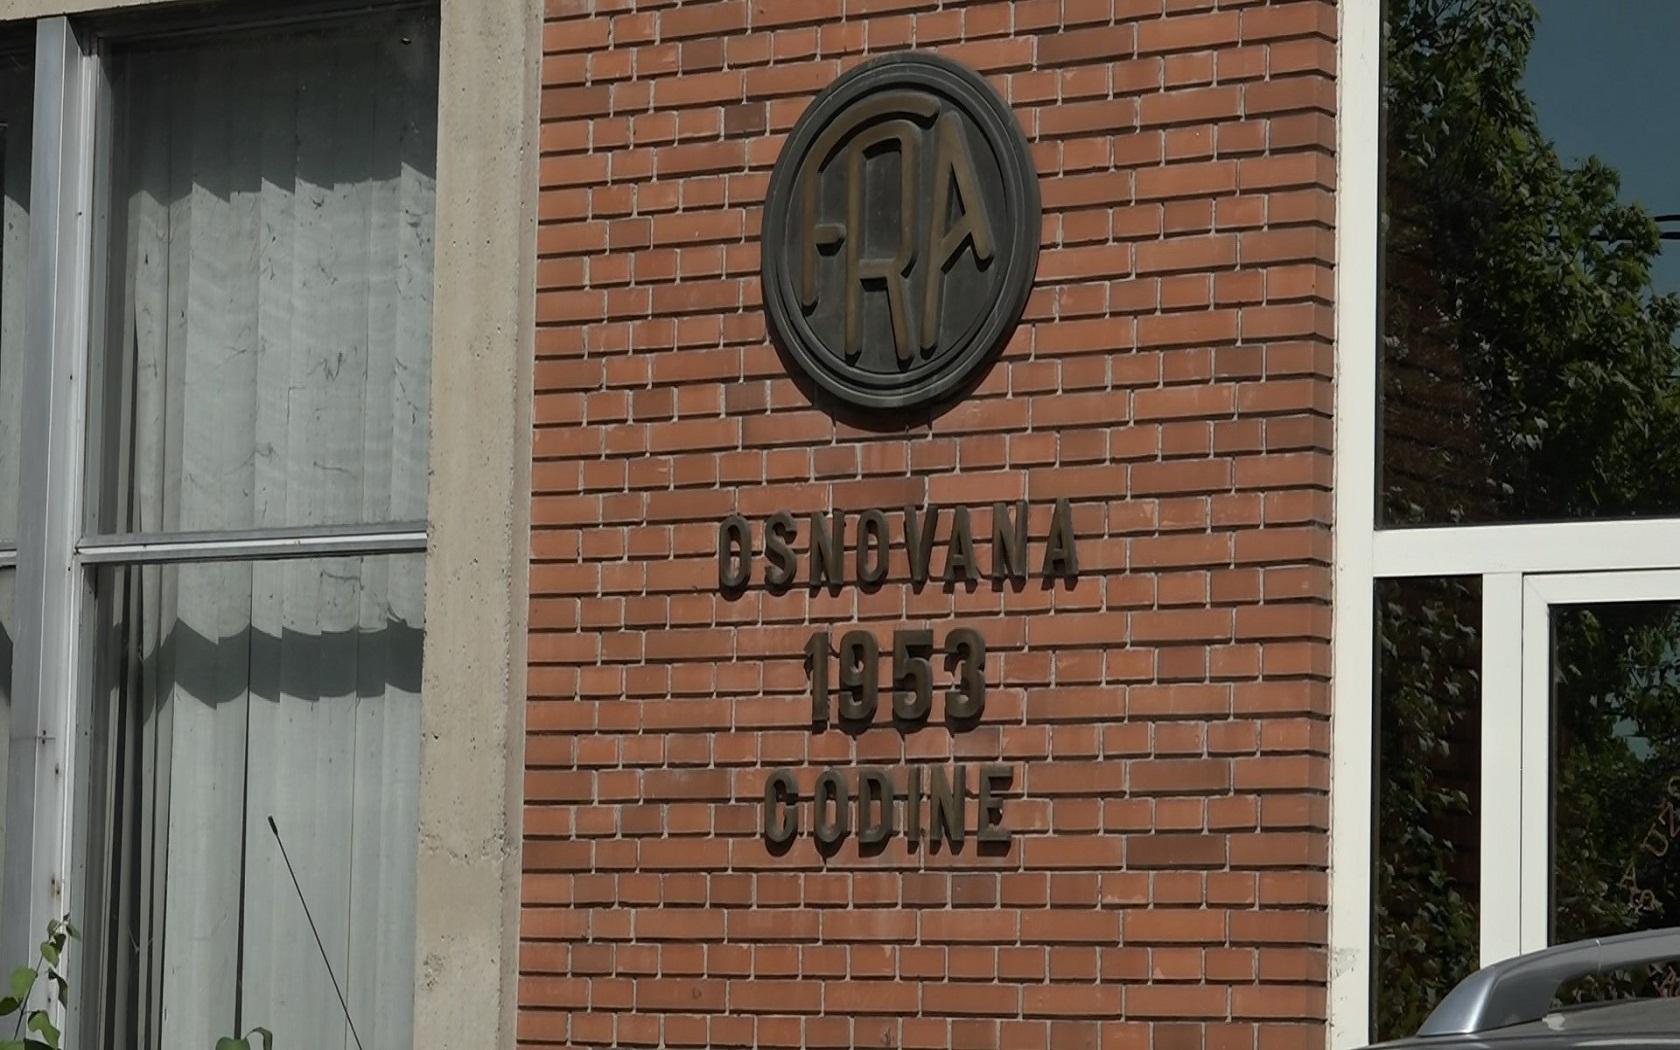 FRA
OSNOVANA
1953
GODINE